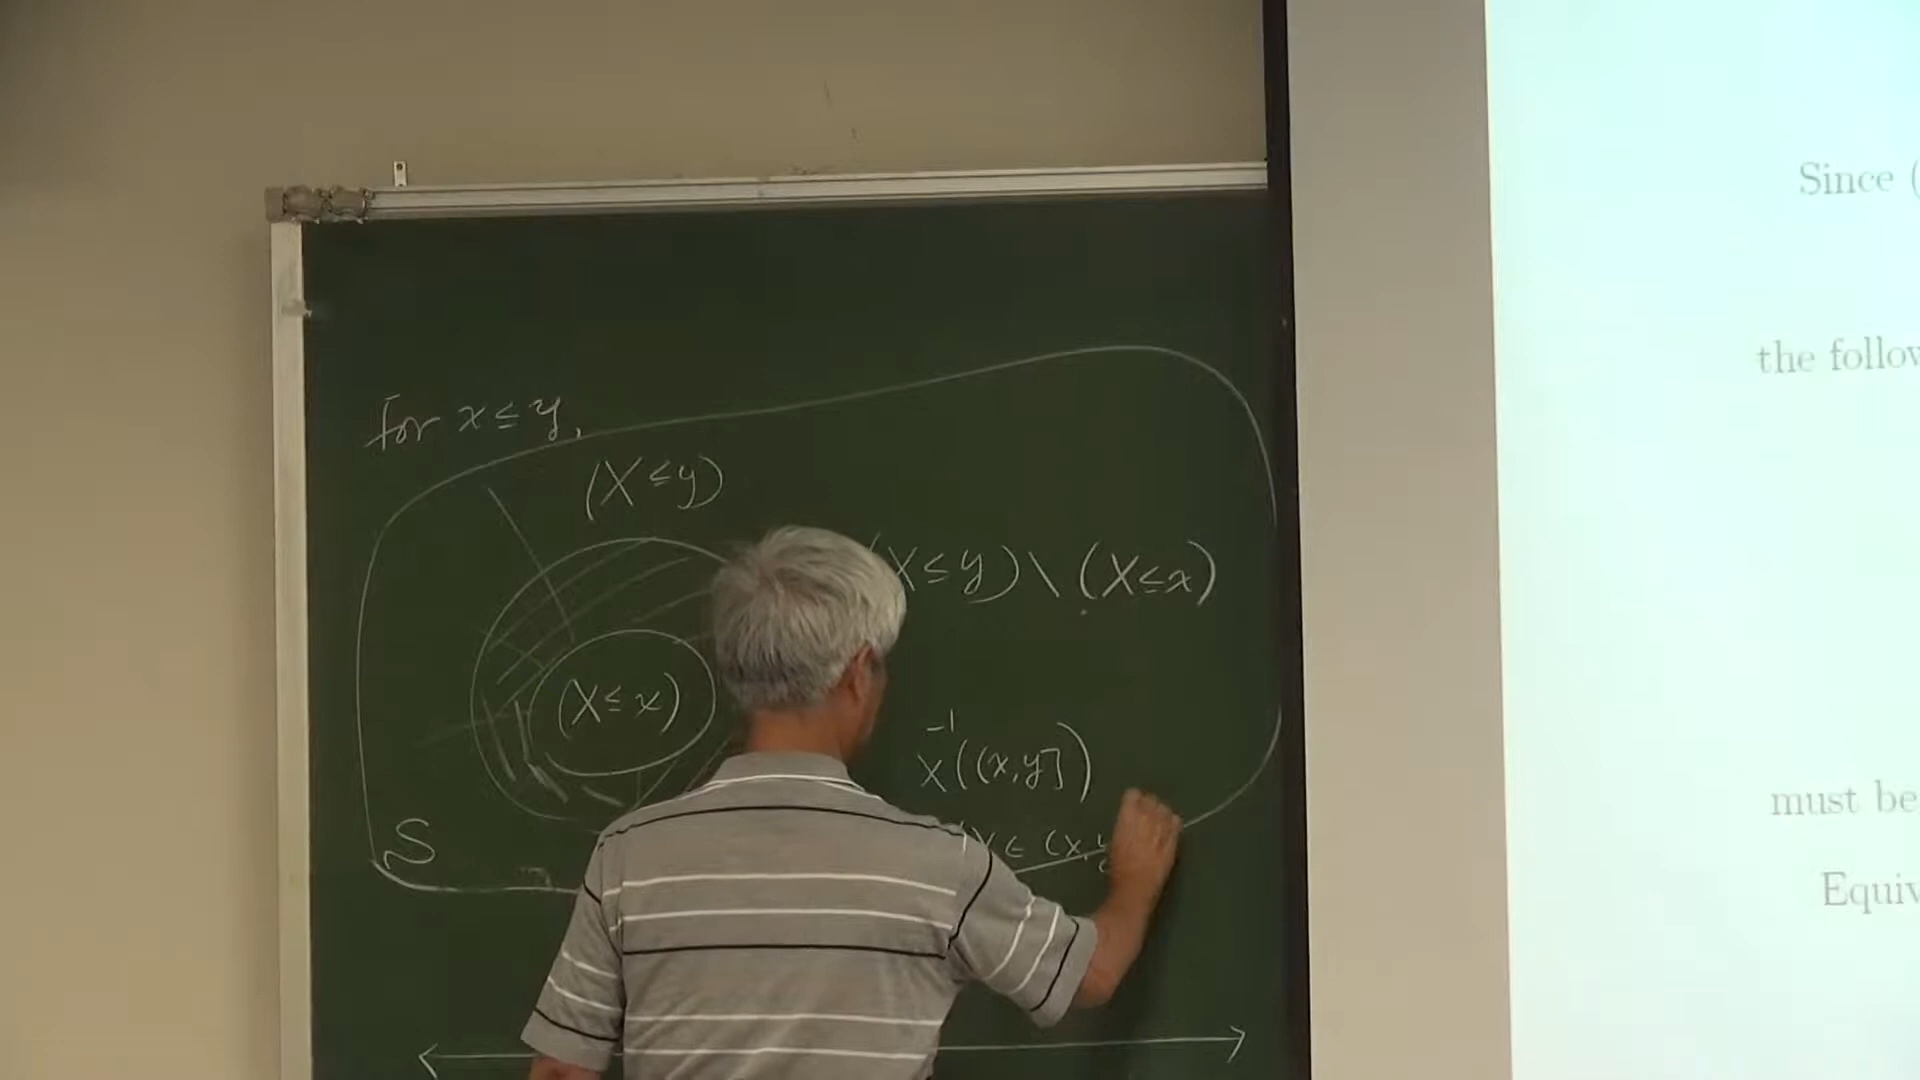 for x ≤ y,
(X ≤ y)
(X ≤ y) \ (X ≤ x)
(X ≤ x)
X⁻¹((x,y])
X ∈ (x,y
S
Since (
the follow
must be
Equiv